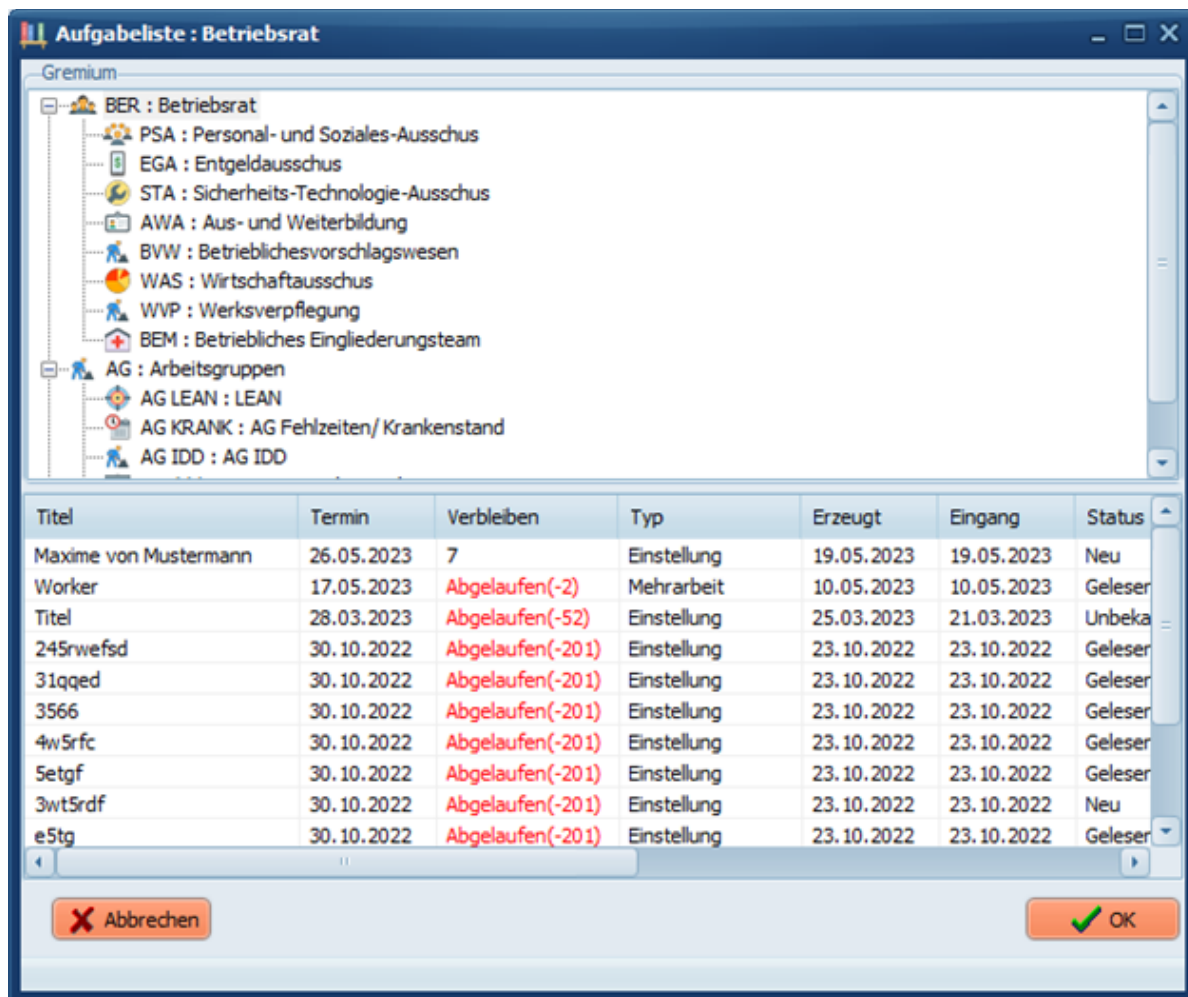 Aufgabeliste : Betriebsrat
Gremium
BER : Betriebsrat
PSA : Personal- und Soziales-Ausschus
EGA : Entgeldausschus
STA : Sicherheits-Technologie-Ausschus
AWA : Aus- und Weiterbildung
BVW : Betrieblichesvorschlagswesen
WAS : Wirtschaftausschus
WVP : Werksverpflegung
BEM : Betriebliches Eingliederungsteam
AG : Arbeitsgruppen
AG LEAN : LEAN
AG KRANK : AG Fehlzeiten/ Krankenstand
AG IDD : AG IDD
Titel Termin Verbleiben Typ Erzeugt Eingang Status
Maxime von Mustermann 26.05.2023 7 Einstellung 19.05.2023 19.05.2023 Neu
Worker 17.05.2023 Abgelaufen(-2) Mehrarbeit 10.05.2023 10.05.2023 Geleser
Titel 28.03.2023 Abgelaufen(-52) Einstellung 25.03.2023 21.03.2023 Unbeka
245rwefsd 30.10.2022 Abgelaufen(-201) Einstellung 23.10.2022 23.10.2022 Geleser
31qqed 30.10.2022 Abgelaufen(-201) Einstellung 23.10.2022 23.10.2022 Geleser
3566 30.10.2022 Abgelaufen(-201) Einstellung 23.10.2022 23.10.2022 Geleser
4w5rfc 30.10.2022 Abgelaufen(-201) Einstellung 23.10.2022 23.10.2022 Geleser
5etgf 30.10.2022 Abgelaufen(-201) Einstellung 23.10.2022 23.10.2022 Geleser
3wt5rdf 30.10.2022 Abgelaufen(-201) Einstellung 23.10.2022 23.10.2022 Neu
e5tg 30.10.2022 Abgelaufen(-201) Einstellung 23.10.2022 23.10.2022 Geleser
Abbrechen OK